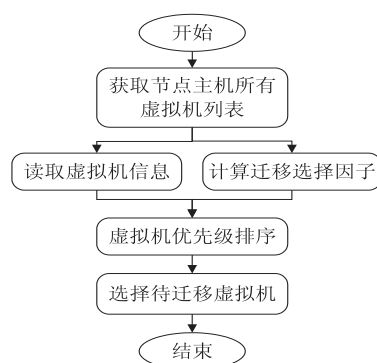 开始
获取节点主机所有
虚拟机列表
读取虚拟机信息
计算迁移选择因子
虚拟机优先级排序
选择待迁移虚拟机
结束